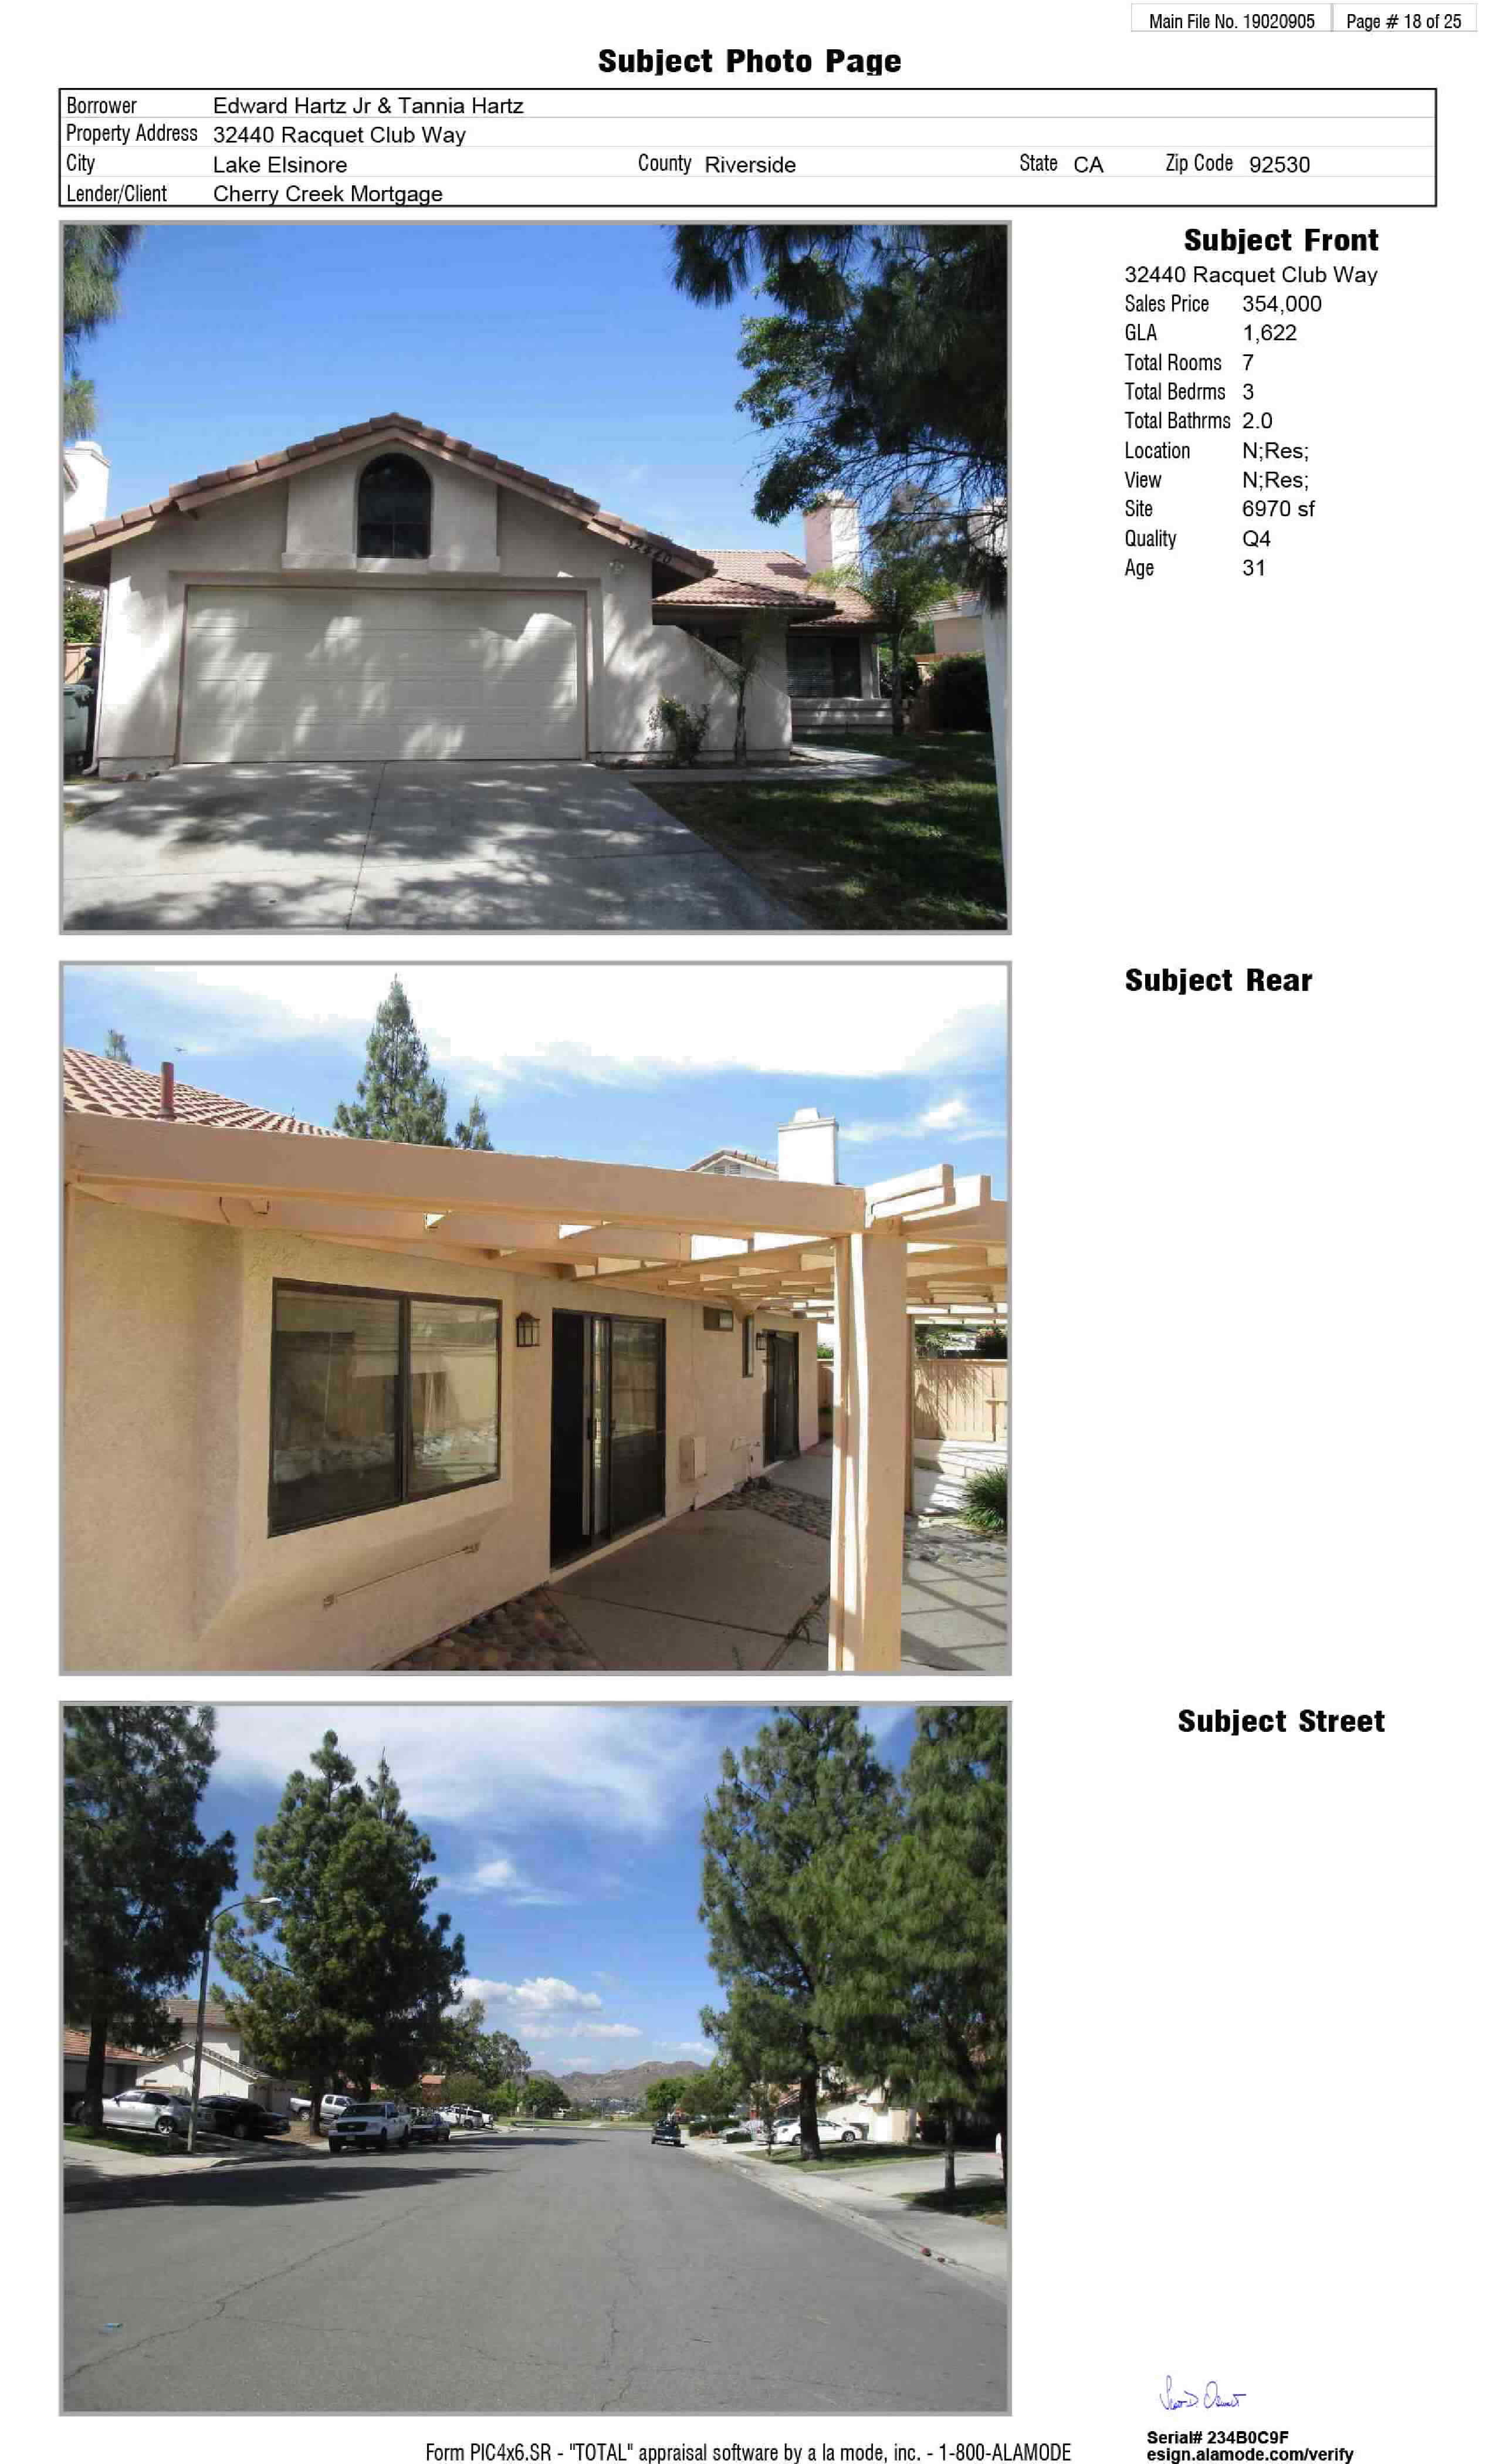 Main File No. 19020905 Page # 18 of 25
Subject Photo Page
Borrower Edward Hartz Jr & Tannia Hartz
Property Address 32440 Racquet Club Way
City Lake Elsinore County Riverside State CA Zip Code 92530
Lender/Client Cherry Creek Mortgage
Subject Front
32440 Racquet Club Way
Sales Price 354,000
GLA 1,622
Total Rooms 7
Total Bedrms 3
Total Bathrms 2.0
Location N;Res;
View N;Res;
Site 6970 sf
Quality Q4
Age 31
32440
Subject Rear
Subject Street
Serial# 234B0C9F
esign.alamode.com/verify
Form PIC4x6.SR - "TOTAL" appraisal software by a la mode, inc. - 1-800-ALAMODE